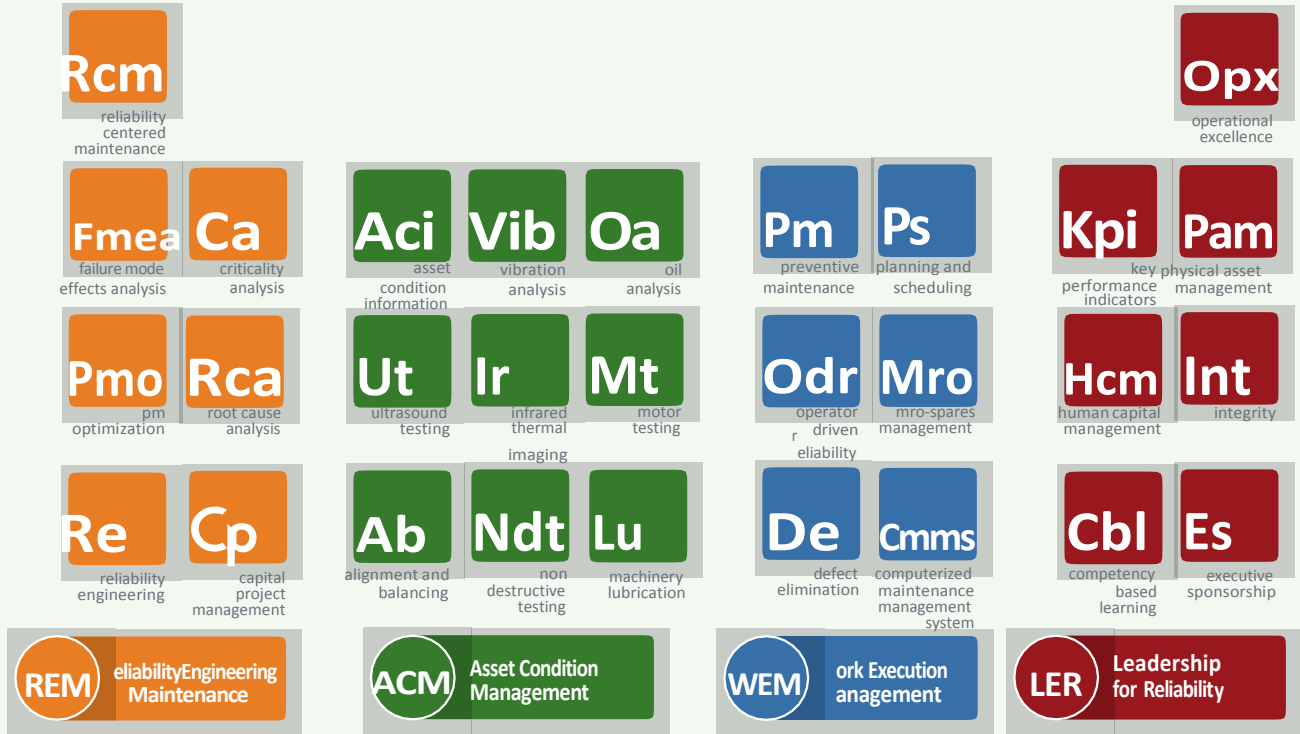 Rcm
reliability
centered
maintenance
Opx
operational
excellence
Fmea
failure mode
effects analysis
Ca
criticality
analysis
Aci
asset
condition
information
Vib
vibration
analysis
Oa
oil
analysis
Pm
preventive
maintenance
Ps
planning and
scheduling
Kpi
key
performance
indicators
Pam
physical asset
management
Pmo
pm
optimization
Rca
root cause
analysis
Ut
ultrasound
testing
Ir
infrared
thermal
imaging
Mt
motor
testing
Odr
operator
r driven
eliability
Mro
mro-spares
management
Hcm
human capital
management
Int
integrity
Re
reliability
engineering
Cp
capital
project
management
Ab
alignment and
balancing
Ndt
non
destructive
testing
Lu
machinery
lubrication
De
defect
elimination
Cmms
computerized
maintenance
management
system
Cbl
competency
based
learning
Es
executive
sponsorship
REM
eliabilityEngineering
Maintenance
ACM
Asset Condition
Management
WEM
ork Execution
anagement
LER
Leadership
for Reliability